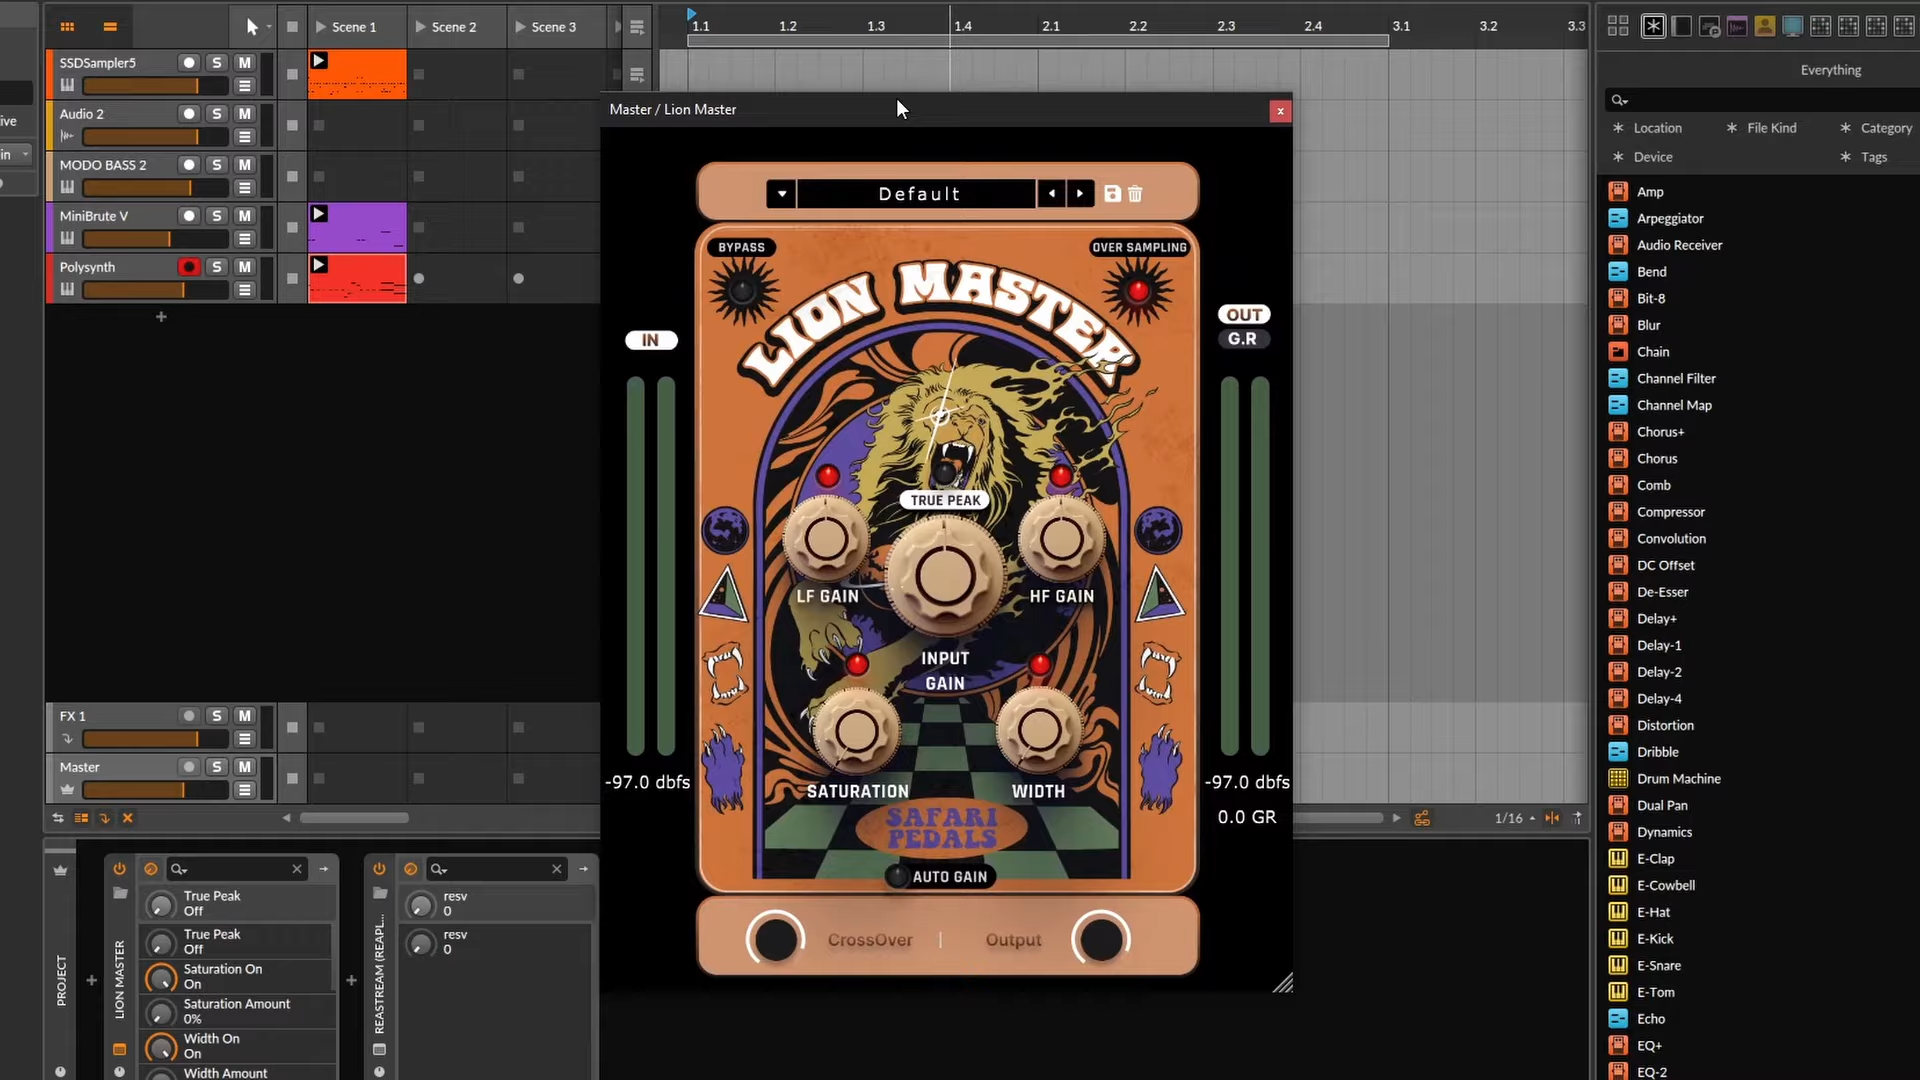 Scene 1
Scene 2
Scene 3
1.1
1.2
1.3
1.4
2.1
2.2
2.3
2.4
3.1
3.2
3.3
SSDSampler5
S
M
Audio 2
S
M
MODO BASS 2
S
M
MiniBrute V
S
M
Polysynth
S
M
ive
in
FX 1
S
M
Master
S
M
Master / Lion Master
x
Default
BYPASS
OVER SAMPLING
LION MASTER
IN
OUT
G.R
TRUE PEAK
LF GAIN
HF GAIN
INPUT
GAIN
SATURATION
WIDTH
-97.0 dbfs
-97.0 dbfs
0.0 GR
SAFARI
PEDALS
AUTO GAIN
CrossOver
Output
1/16
PROJECT
LION MASTER
True Peak
Off
True Peak
Off
Saturation On
On
Saturation Amount
0%
Width On
On
Width Amount
REASTREAM (REAPL...
resv
0
resv
0
Everything
Location
File Kind
Category
Device
Tags
Amp
Arpeggiator
Audio Receiver
Bend
Bit-8
Blur
Chain
Channel Filter
Channel Map
Chorus+
Chorus
Comb
Compressor
Convolution
DC Offset
De-Esser
Delay+
Delay-1
Delay-2
Delay-4
Distortion
Dribble
Drum Machine
Dual Pan
Dynamics
E-Clap
E-Cowbell
E-Hat
E-Kick
E-Snare
E-Tom
Echo
EQ+
EQ-2